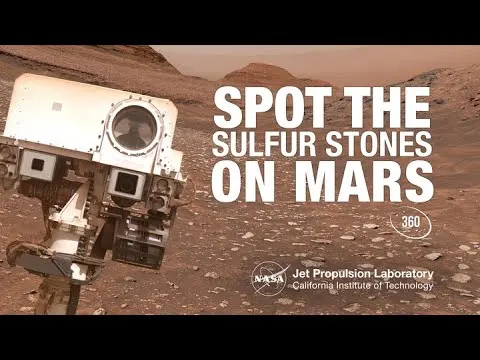 SPOT THE
SULFUR STONES
ON MARS
360
NASA
Jet Propulsion Laboratory
California Institute of Technology